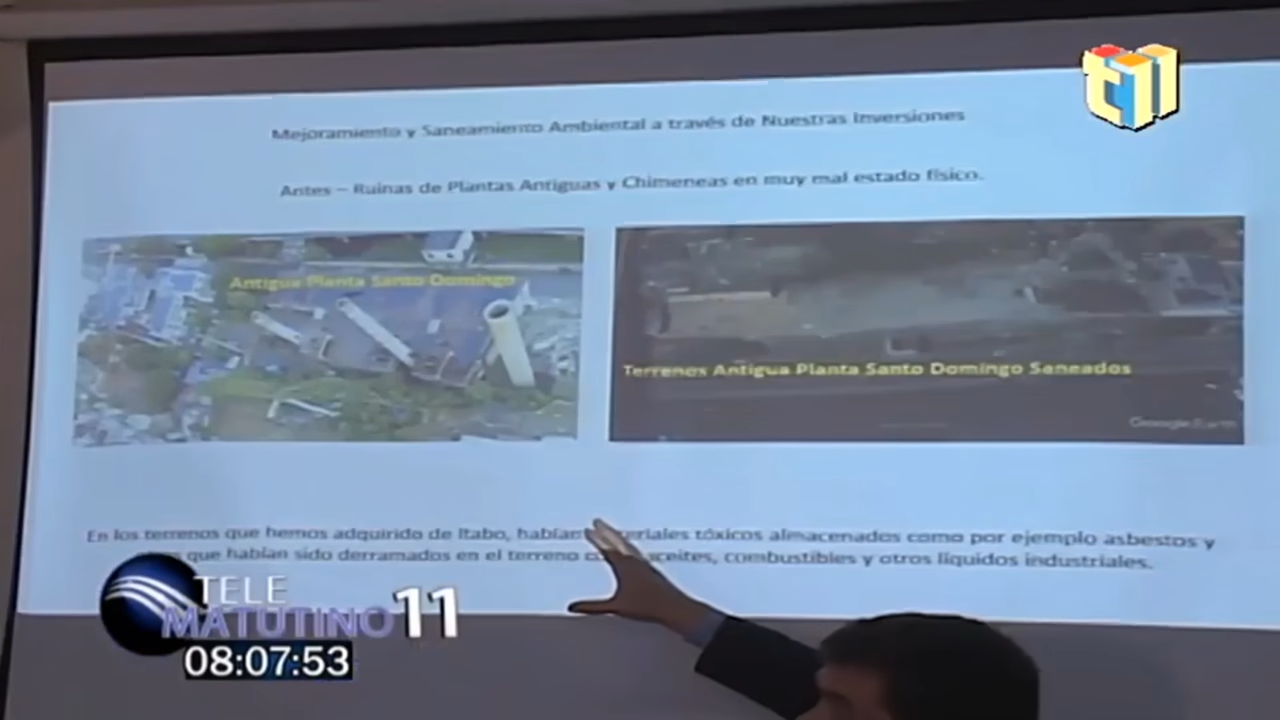 t11
Mejoramiento y Saneamiento Ambiental a través de Nuestras Inversiones
Antes – Ruinas de Plantas Antiguas y Chimeneas en muy mal estado físico.
Antigua Planta Santo Domingo
Terrenos Antigua Planta Santo Domingo Saneados
Google Earth
En los terrenos que hemos adquirido de Itabo, habían tóxicos almacenados como por ejemplo asbestos y
que habían sido derramados en el terreno aceites, combustibles y otros líquidos industriales.
TELE
MATUTINO 11
08:07:53